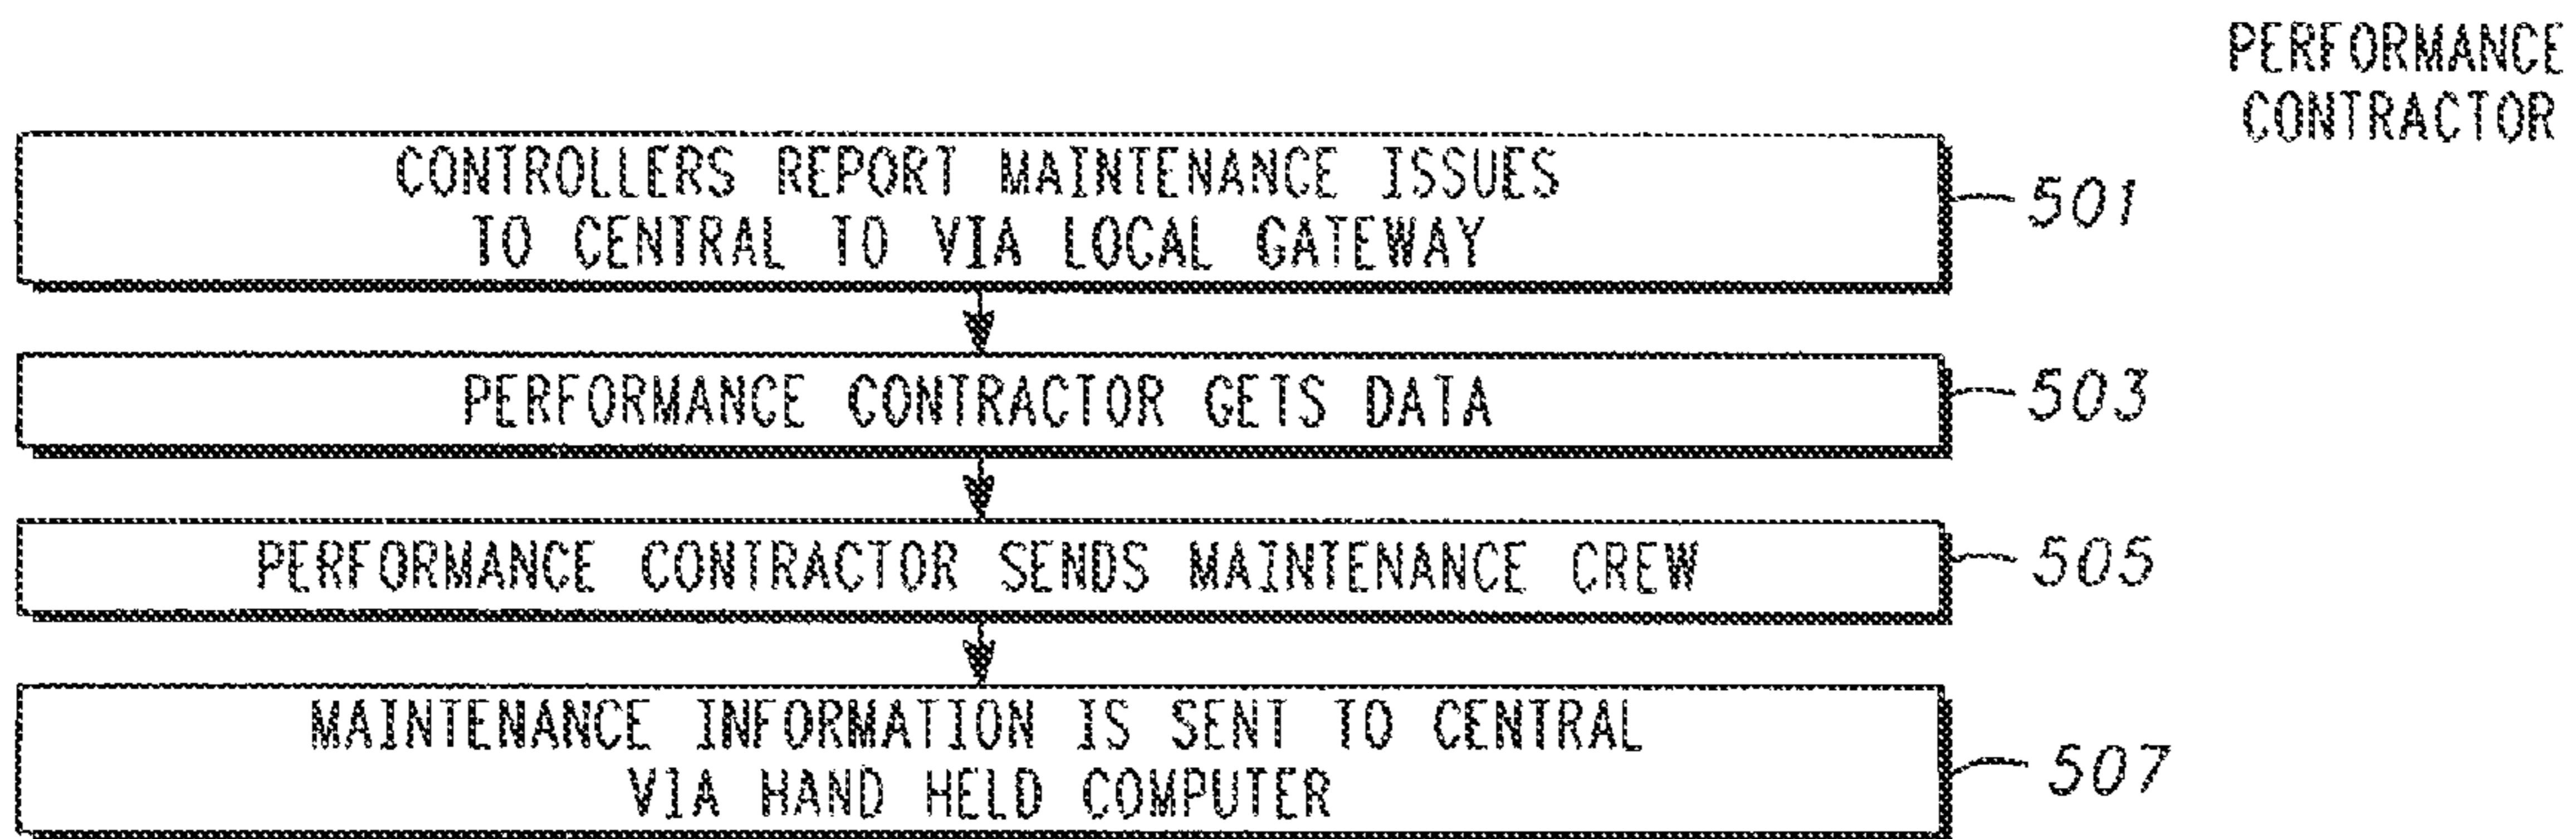 PERFORMANCE
CONTRACTOR
CONTROLLERS REPORT MAINTENANCE ISSUES
TO CENTRAL TO VIA LOCAL GATEWAY
501
PERFORMANCE CONTRACTOR GETS DATA
503
PERFORMANCE CONTRACTOR SENDS MAINTENANCE CREW
505
MAINTENANCE INFORMATION IS SENT TO CENTRAL
VIA HAND HELD COMPUTER
507